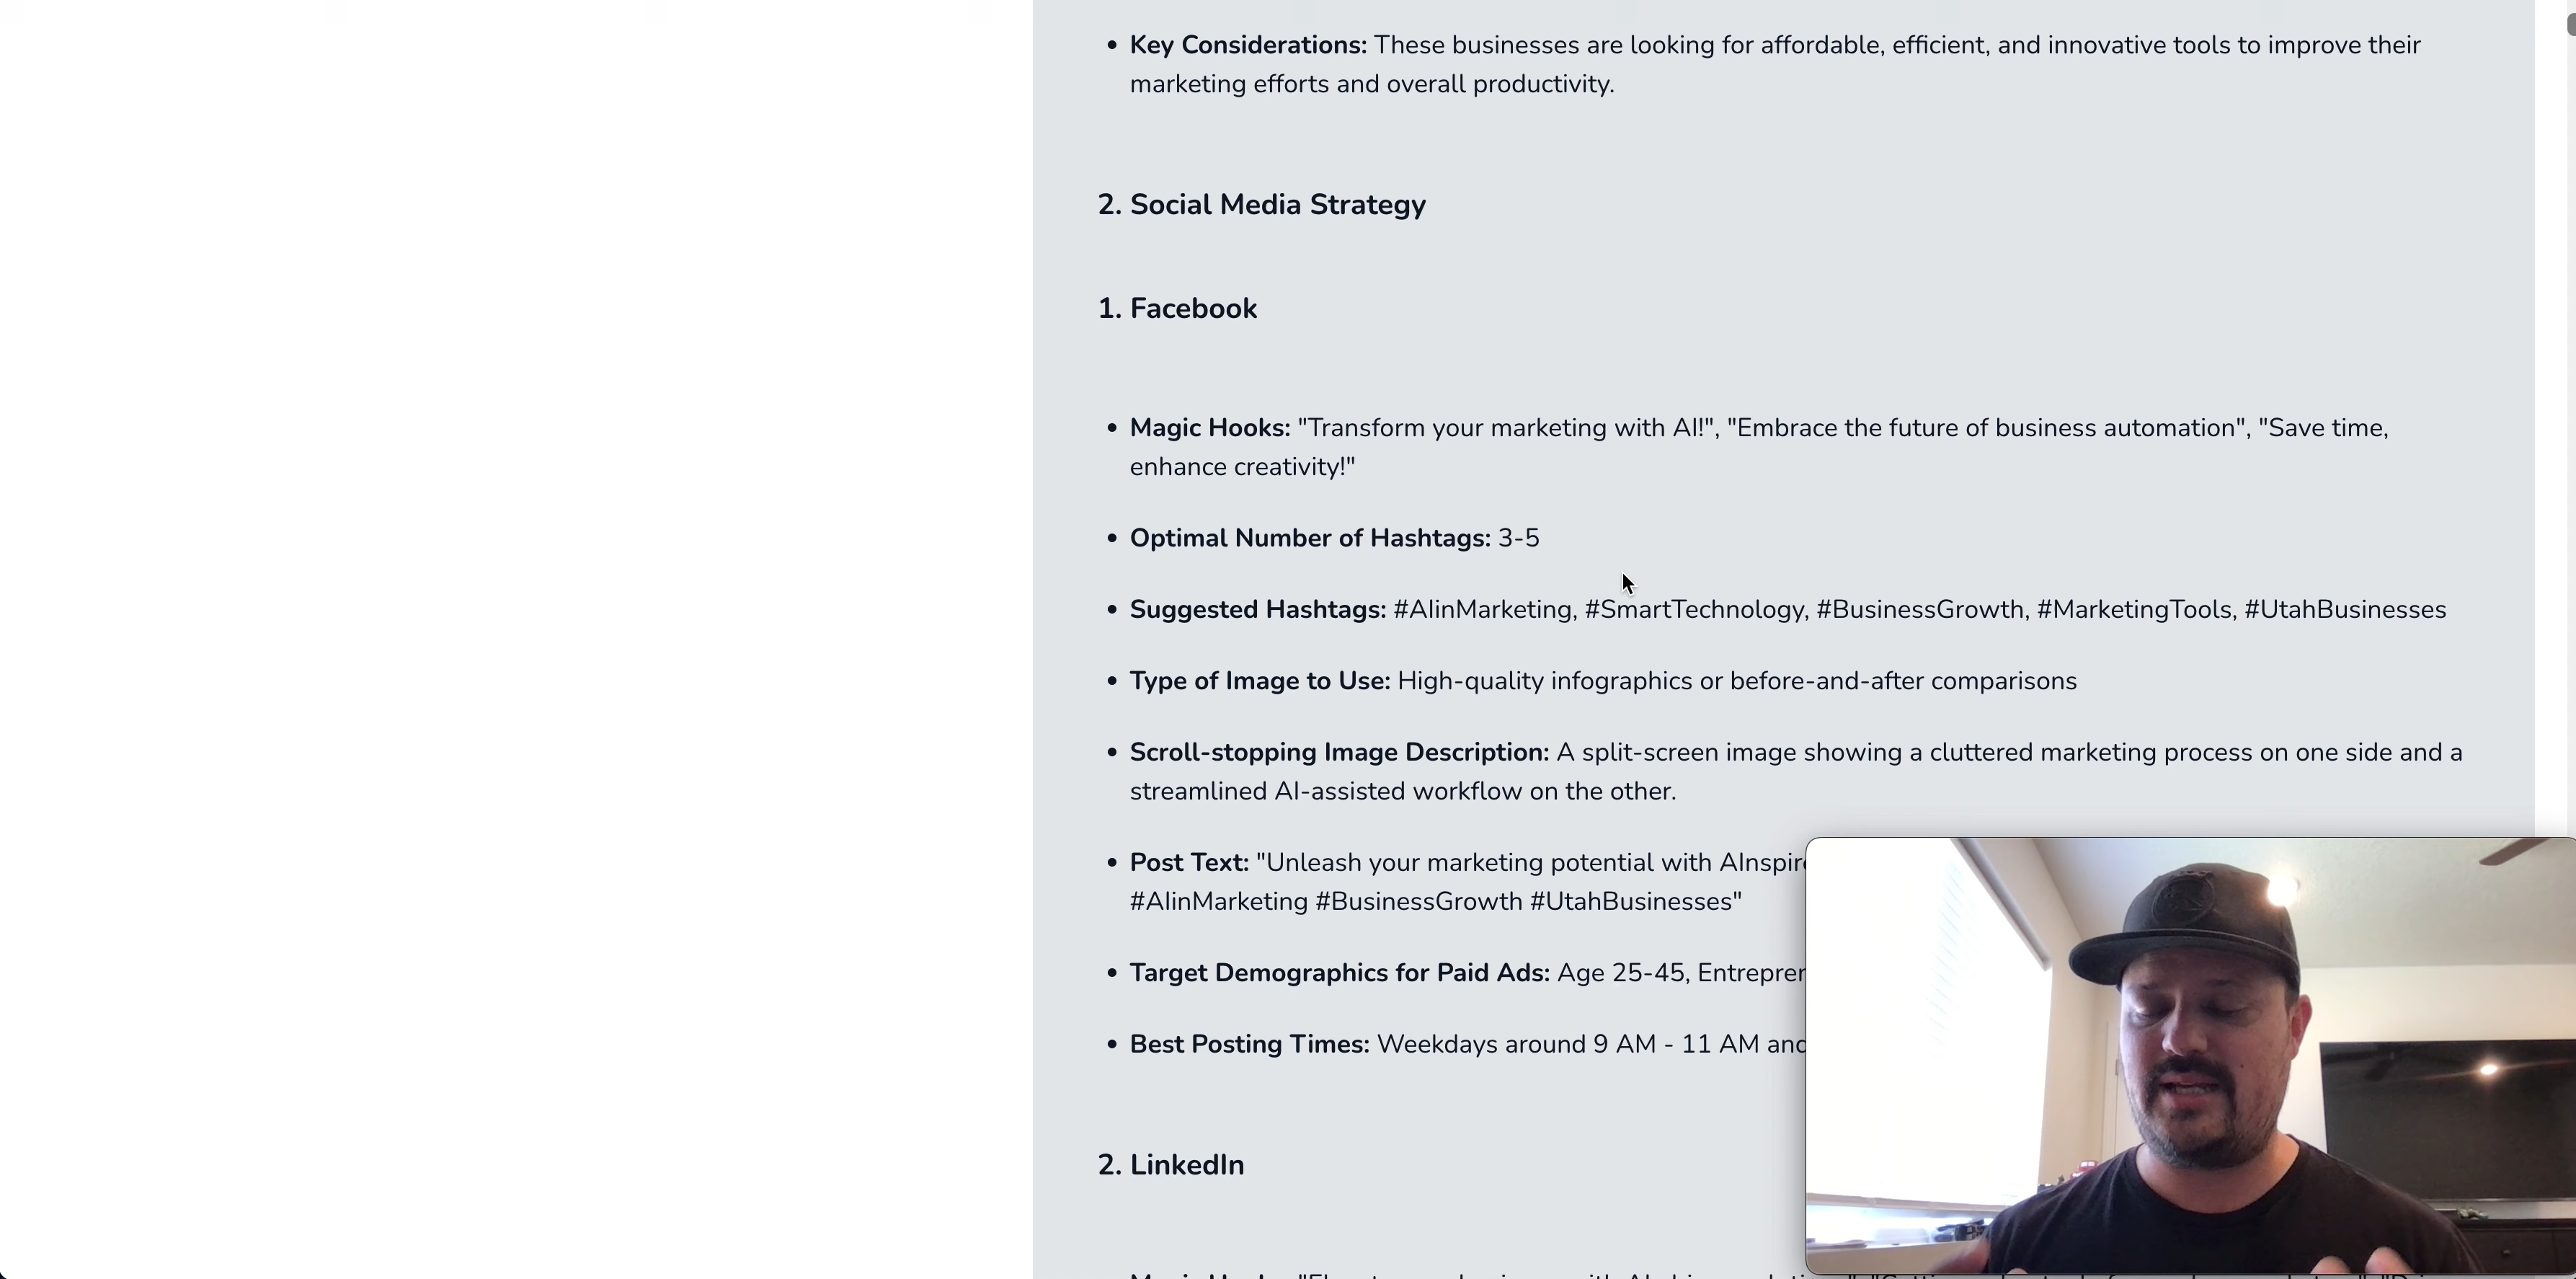 • Key Considerations: These businesses are looking for affordable, efficient, and innovative tools to improve their
marketing efforts and overall productivity.
2. Social Media Strategy
1. Facebook
• Magic Hooks: "Transform your marketing with AI!", "Embrace the future of business automation", "Save time,
enhance creativity!"
• Optimal Number of Hashtags: 3-5
• Suggested Hashtags: #AIinMarketing, #SmartTechnology, #BusinessGrowth, #MarketingTools, #UtahBusinesses
• Type of Image to Use: High-quality infographics or before-and-after comparisons
• Scroll-stopping Image Description: A split-screen image showing a cluttered marketing process on one side and a
streamlined AI-assisted workflow on the other.
• Post Text: "Unleash your marketing potential with AInspir
#AIinMarketing #BusinessGrowth #UtahBusinesses"
• Target Demographics for Paid Ads: Age 25-45, Entrepre
• Best Posting Times: Weekdays around 9 AM - 11 AM and
2. LinkedIn